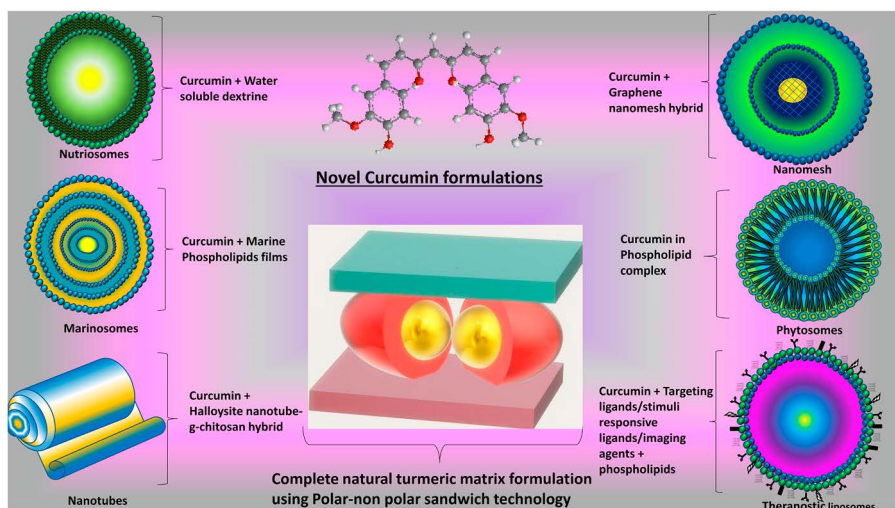 Curcumin + Water
soluble dextrine
Nutriosomes
Curcumin + Marine
Phospholipids films
Marinosomes
Curcumin +
Halloysite nanotube-
g-chitosan hybrid
Nanotubes
Novel Curcumin formulations
Complete natural turmeric matrix formulation
using Polar-non polar sandwich technology
Curcumin +
Graphene
nanomesh hybrid
Nanomesh
Curcumin in
Phospholipid
complex
Phytosomes
Curcumin + Targeting
ligands/stimuli
responsive
ligands/imaging
agents +
phospholipids
Theranostic liposomes